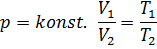 p = konst. V₁/V₂ = T₁/T₂